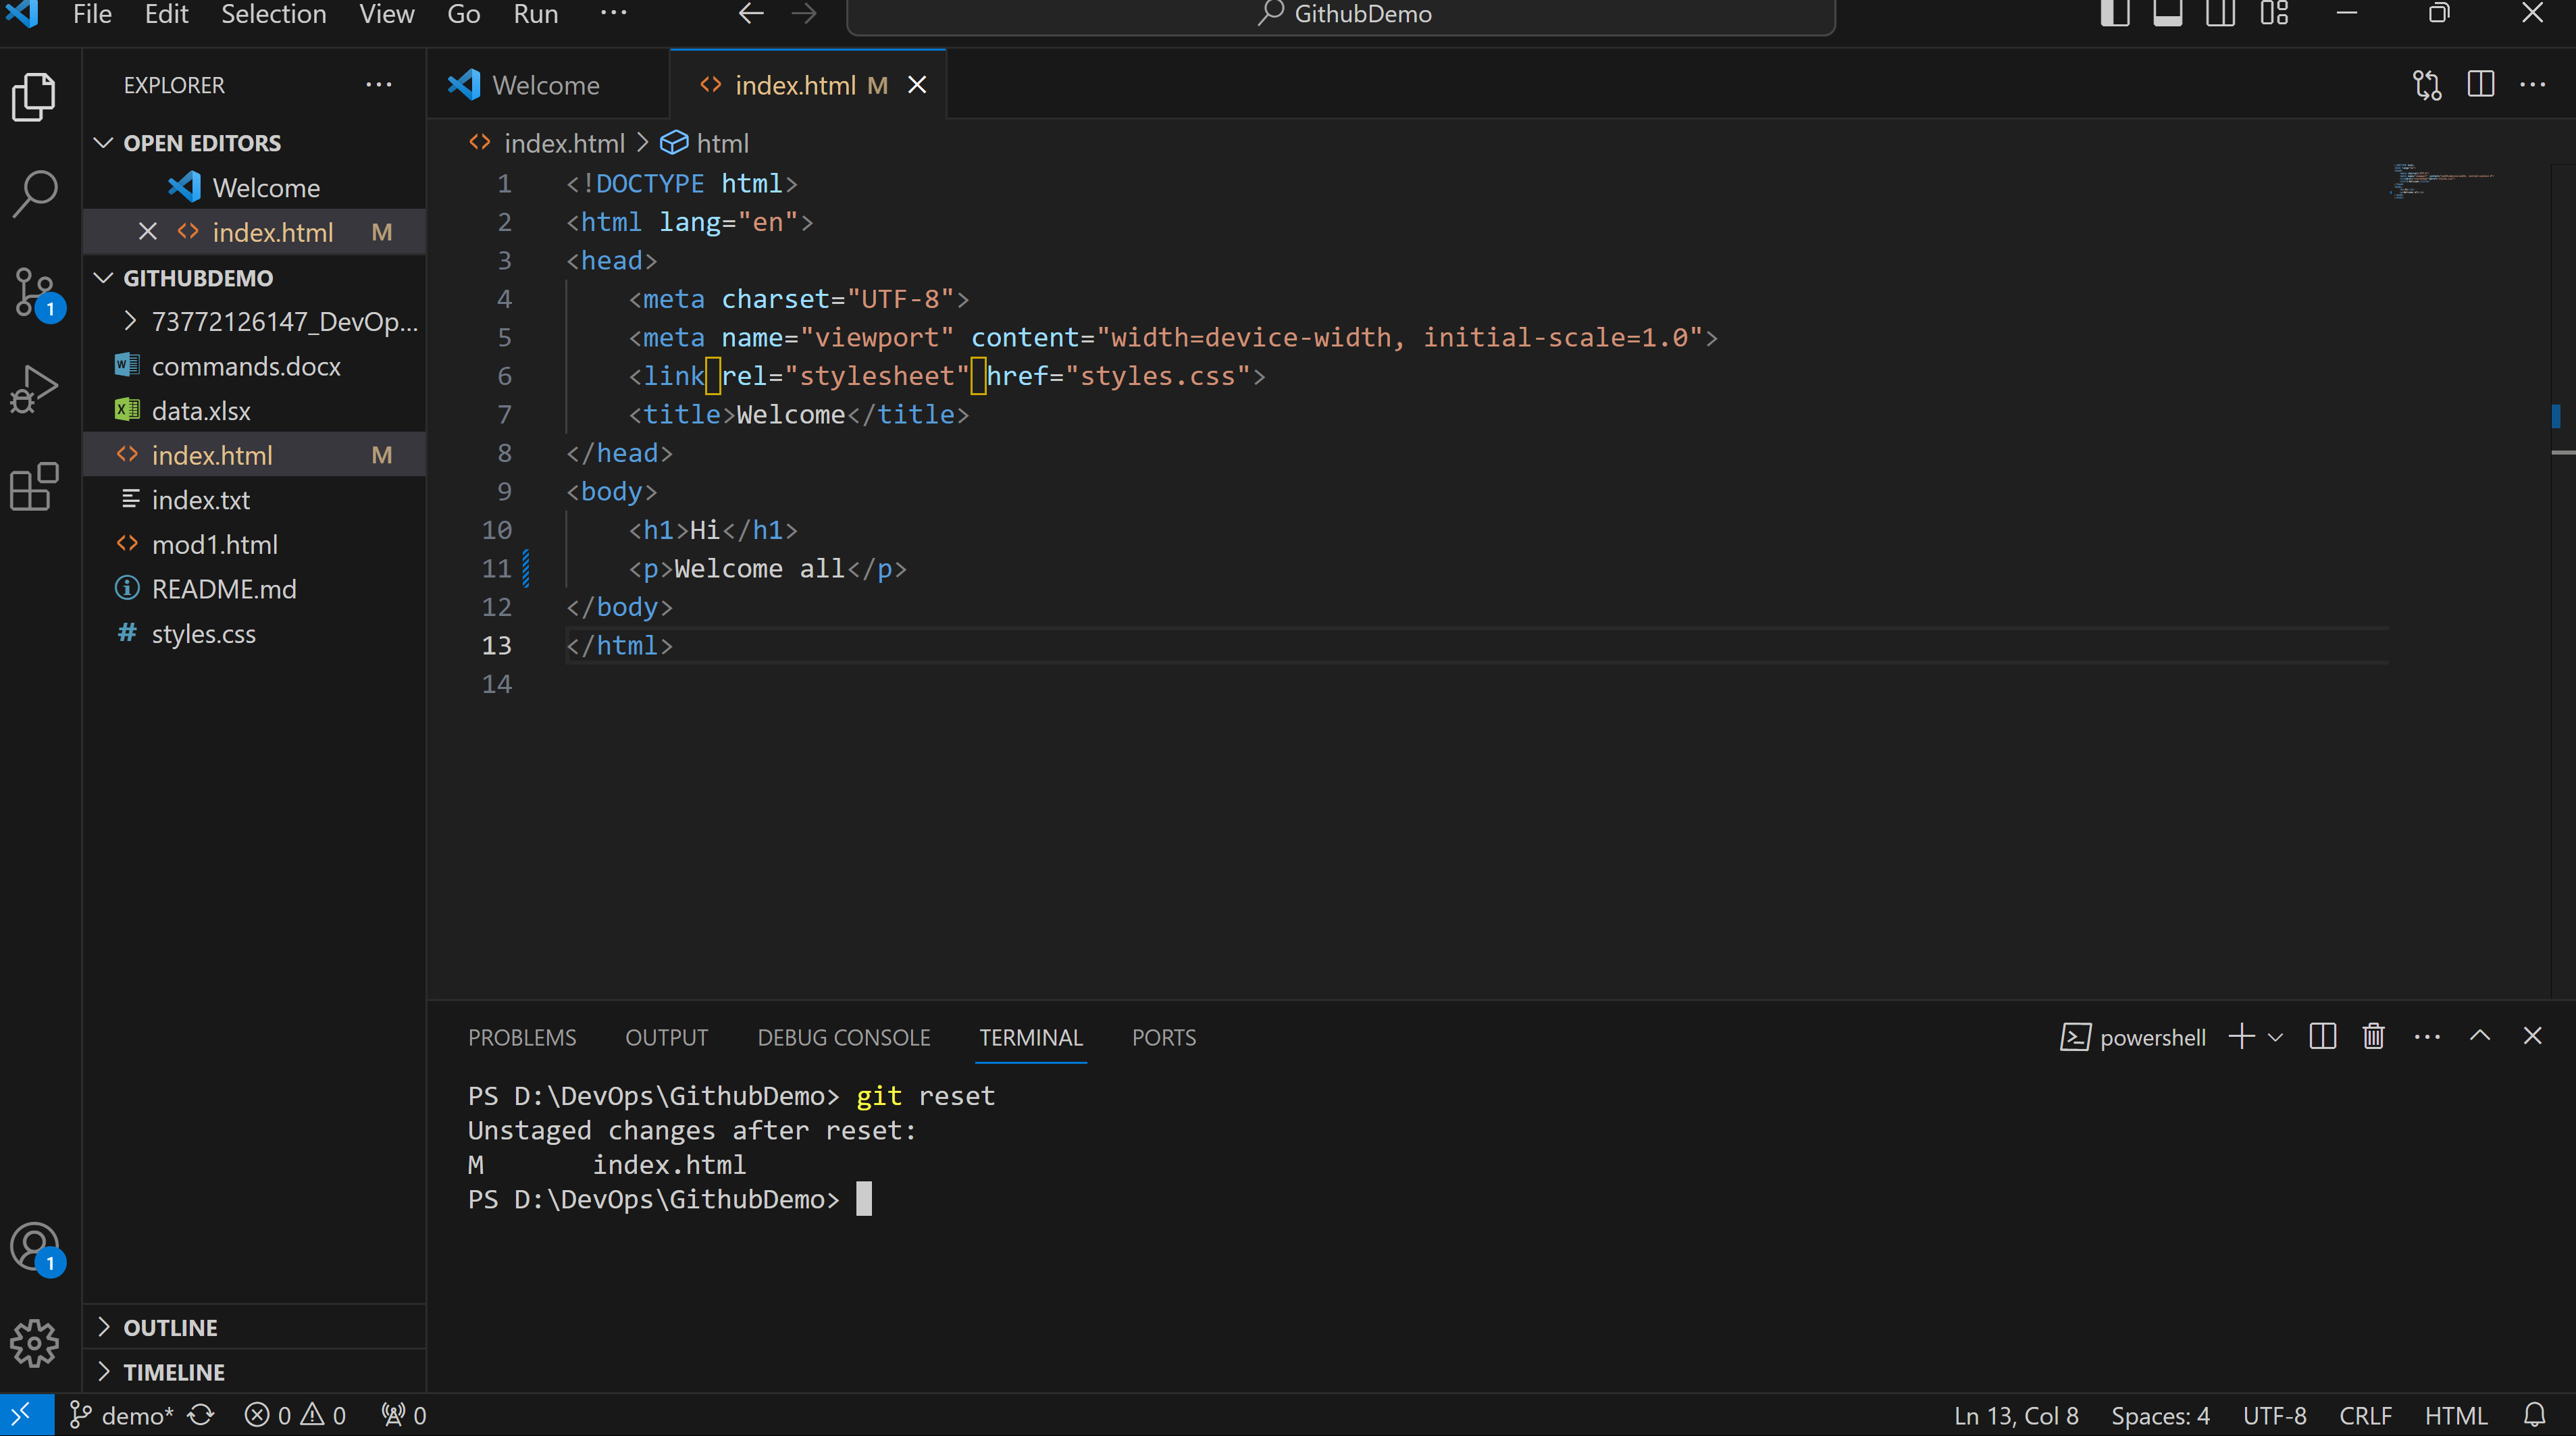 File Edit Selection View Go Run ··· GithubDemo
EXPLORER ···
OPEN EDITORS
Welcome
index.html M
GITHUBDEMO
73772126147_DevOp...
commands.docx
data.xlsx
index.html M
index.txt
mod1.html
README.md
styles.css
OUTLINE
TIMELINE
1
1
Welcome index.html M
index.html > html
1 <!DOCTYPE html>
2 <html lang="en">
3 <head>
4 <meta charset="UTF-8">
5 <meta name="viewport" content="width=device-width, initial-scale=1.0">
6 <link rel="stylesheet" href="styles.css">
7 <title>Welcome</title>
8 </head>
9 <body>
10 <h1>Hi</h1>
11 <p>Welcome all</p>
12 </body>
13 </html>
14
PROBLEMS OUTPUT DEBUG CONSOLE TERMINAL PORTS powershell
PS D:\DevOps\GithubDemo> git reset
Unstaged changes after reset:
M index.html
PS D:\DevOps\GithubDemo>
demo* 0 0 0 Ln 13, Col 8 Spaces: 4 UTF-8 CRLF HTML